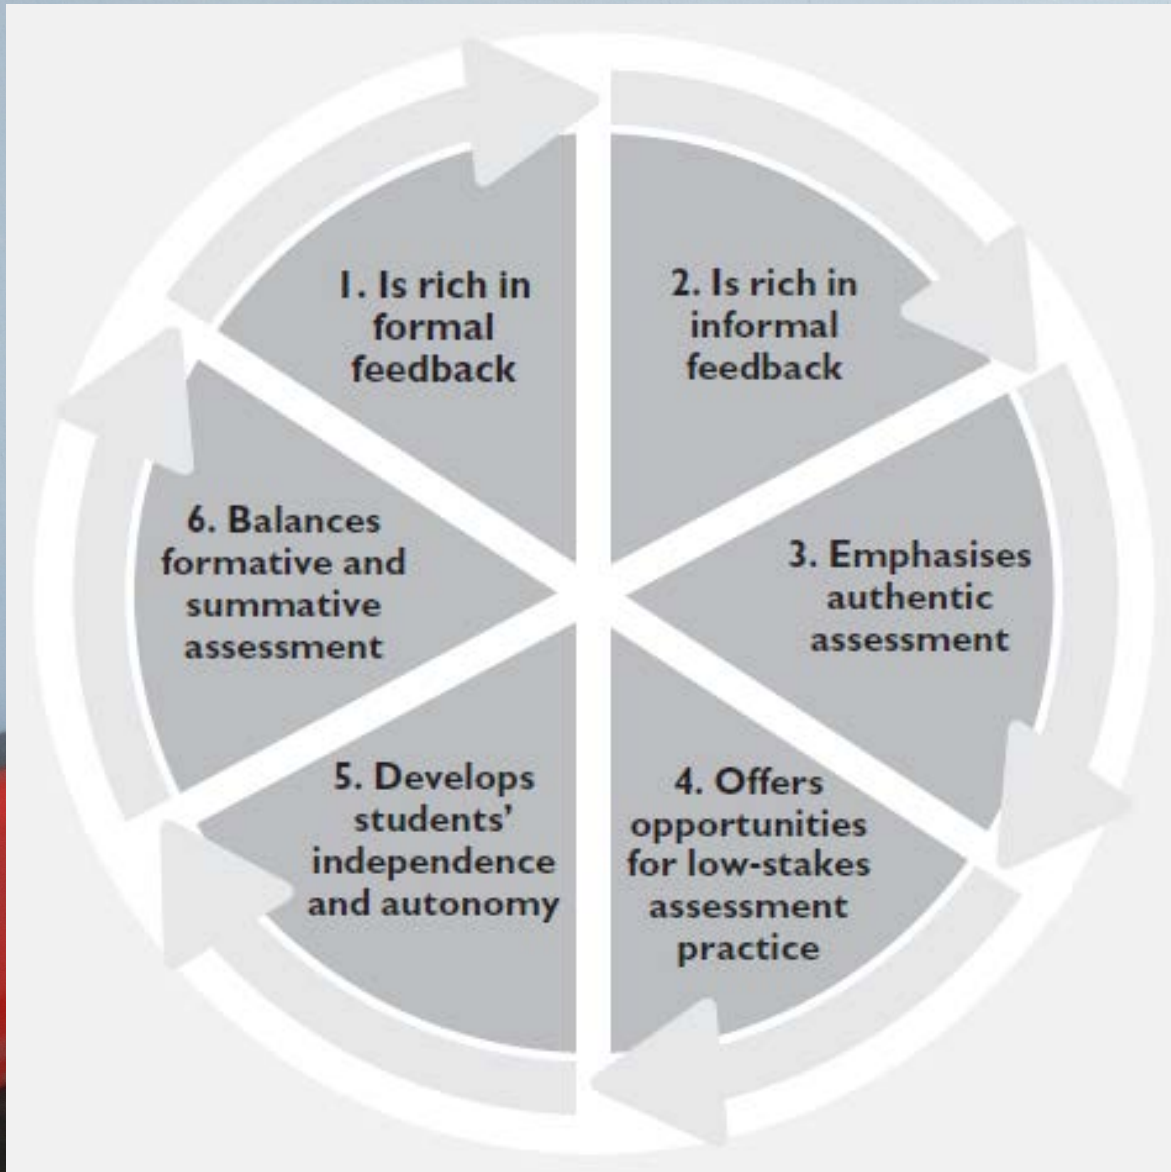 1. Is rich in
formal
feedback
2. Is rich in
informal
feedback
3. Emphasises
authentic
assessment
4. Offers
opportunities
for low-stakes
assessment
practice
5. Develops
students’
independence
and autonomy
6. Balances
formative and
summative
assessment